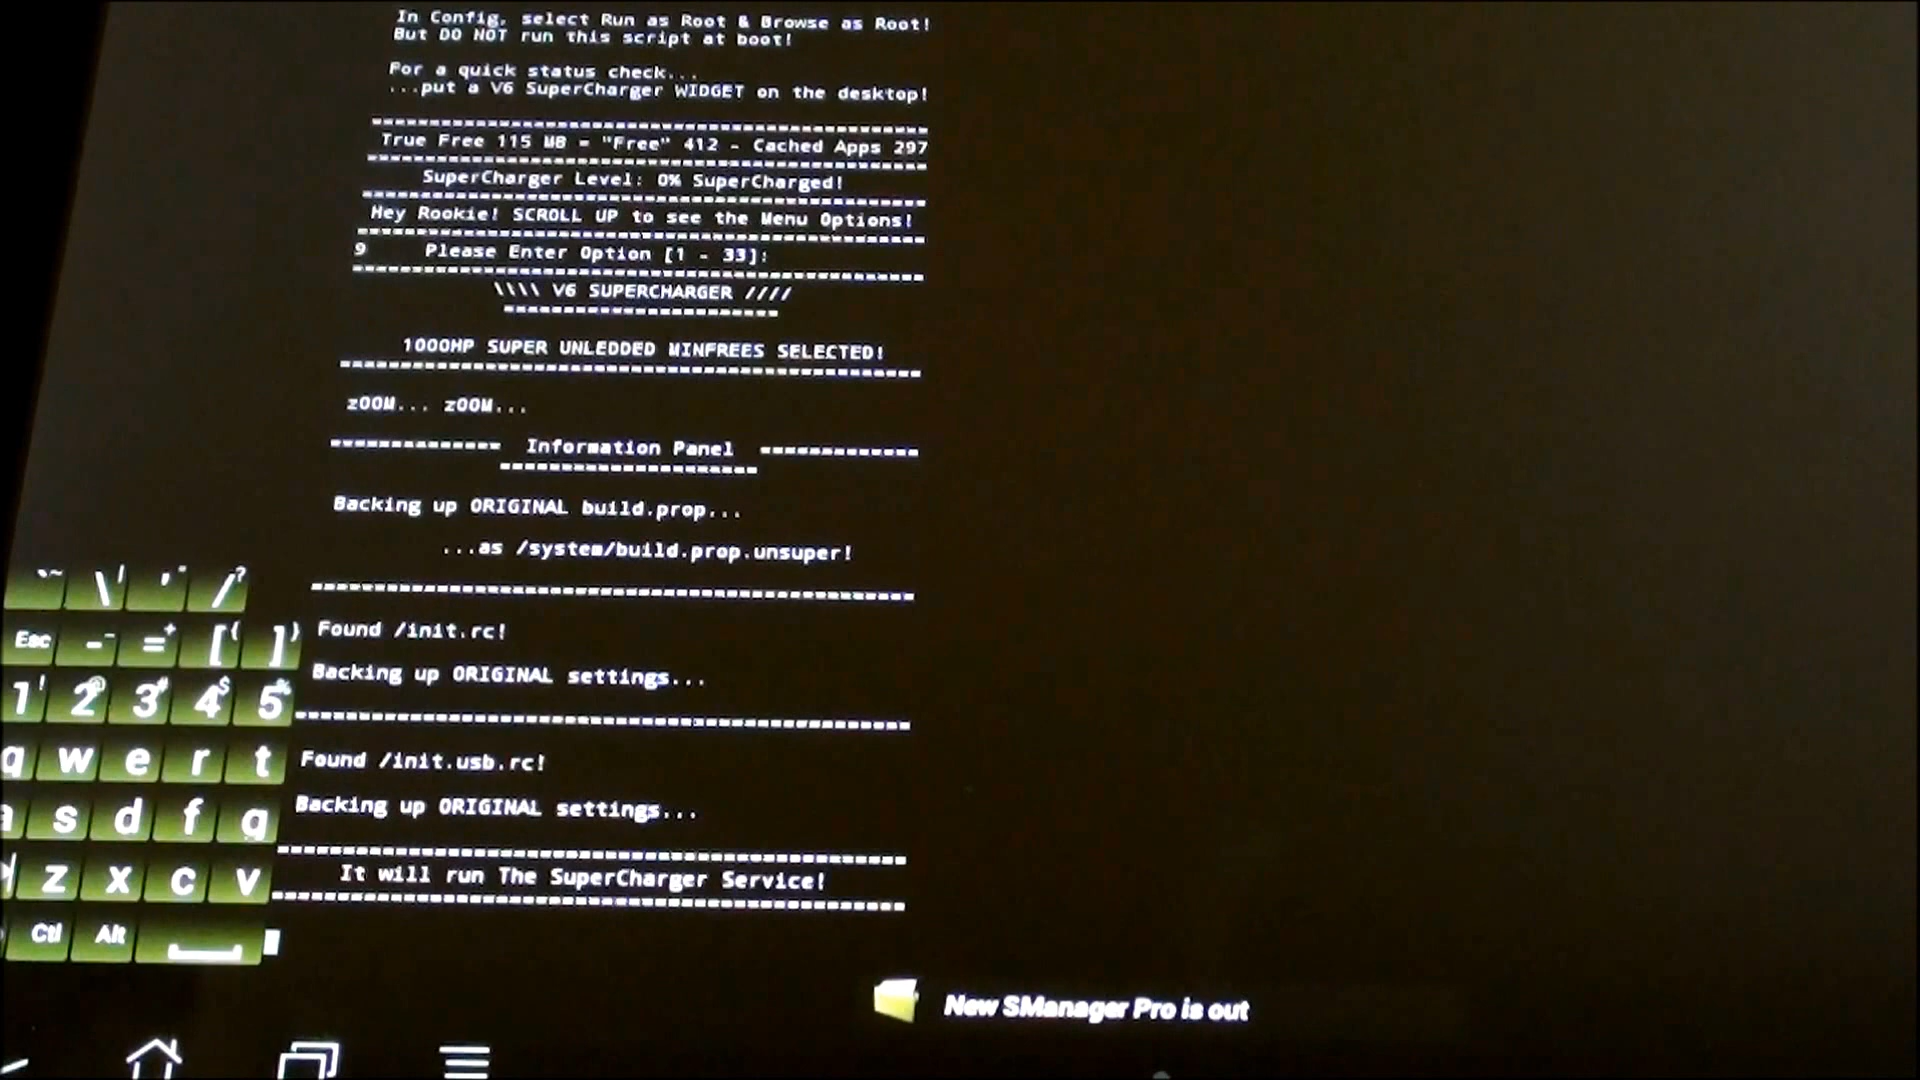 In Config, select Run as Root & Browse as Root!
But DO NOT run this script at boot!
For a quick status check...
...put a V6 SuperCharger WIDGET on the desktop!
=================================================
True Free 115 MB = "Free" 412 - Cached Apps 297
=================================================
SuperCharger Level: 0% SuperCharged!
=================================================
Hey Rookie! SCROLL UP to see the Menu Options!
=================================================
9 Please Enter Option [1 - 33]:
=================================================
\\\\ V6 SUPERCHARGER ////
=======================
1000HP SUPER UNLEDDED MINFREES SELECTED!
=================================================
zOOM... zOOM...
============== Information Panel =============
=====================
Backing up ORIGINAL build.prop...
...as /system/build.prop.unsuper!
=================================================
Found /init.rc!
Backing up ORIGINAL settings...
=================================================
Found /init.usb.rc!
Backing up ORIGINAL settings...
=================================================
It will run The SuperCharger Service!
=================================================
`~ \| '" /?
Esc -_ =+ [{ ]}
1! 2@ 3# 4$ 5%
q w e r t
a s d f g
z x c v
Ctl Alt
New SManager Pro is out